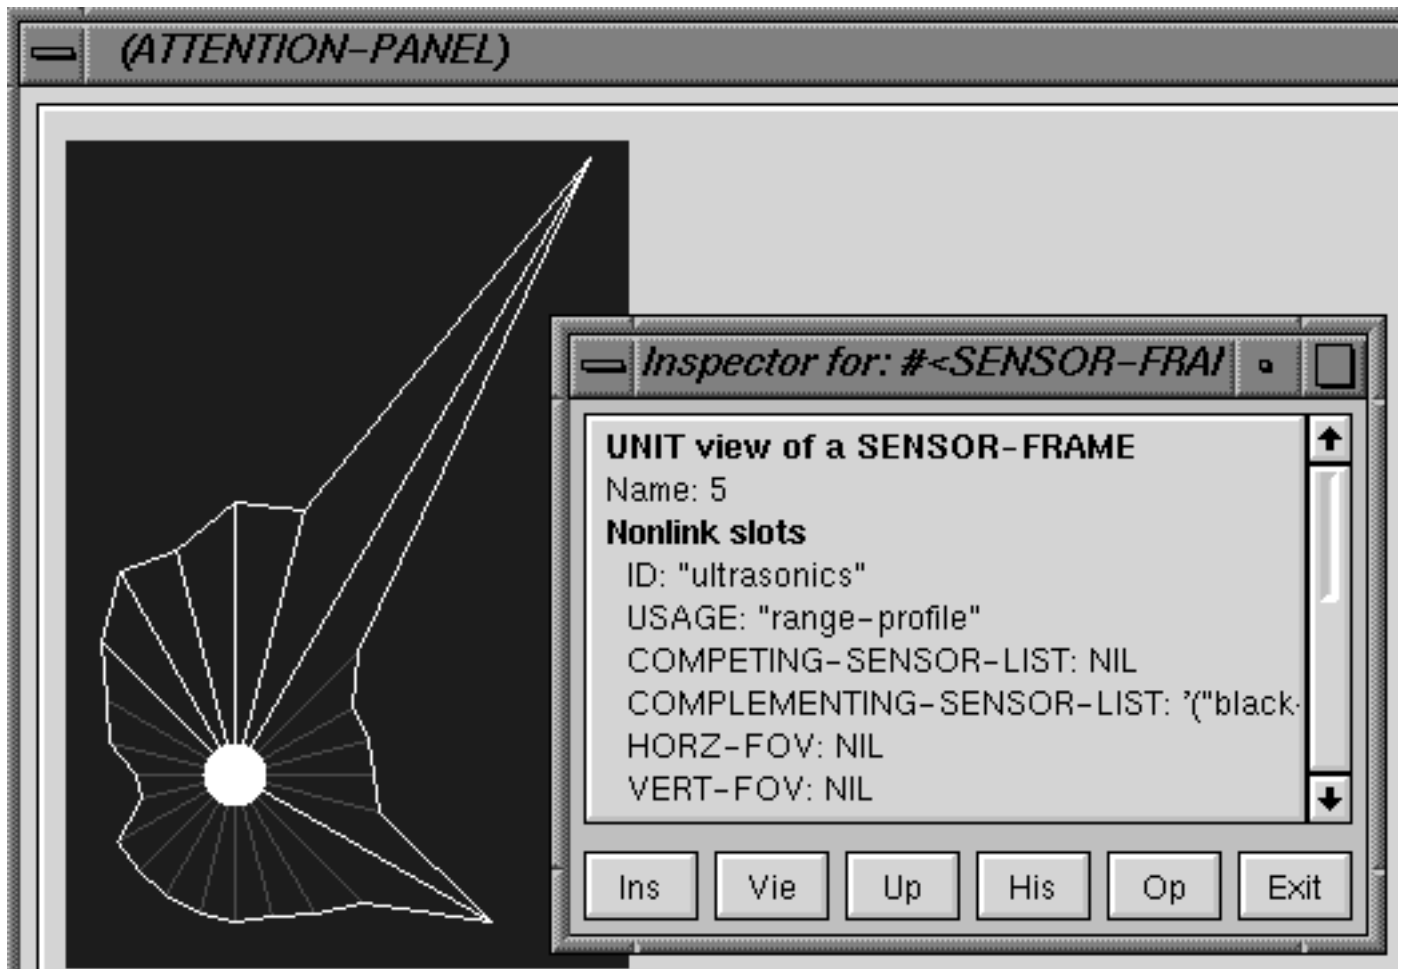 (ATTENTION-PANEL)
Inspector for: #<SENSOR-FRAI
UNIT view of a SENSOR-FRAME
Name: 5
Nonlink slots
ID: "ultrasonics"
USAGE: "range-profile"
COMPETING-SENSOR-LIST: NIL
COMPLEMENTING-SENSOR-LIST: '("black-
HORZ-FOV: NIL
VERT-FOV: NIL
Ins Vie Up His Op Exit